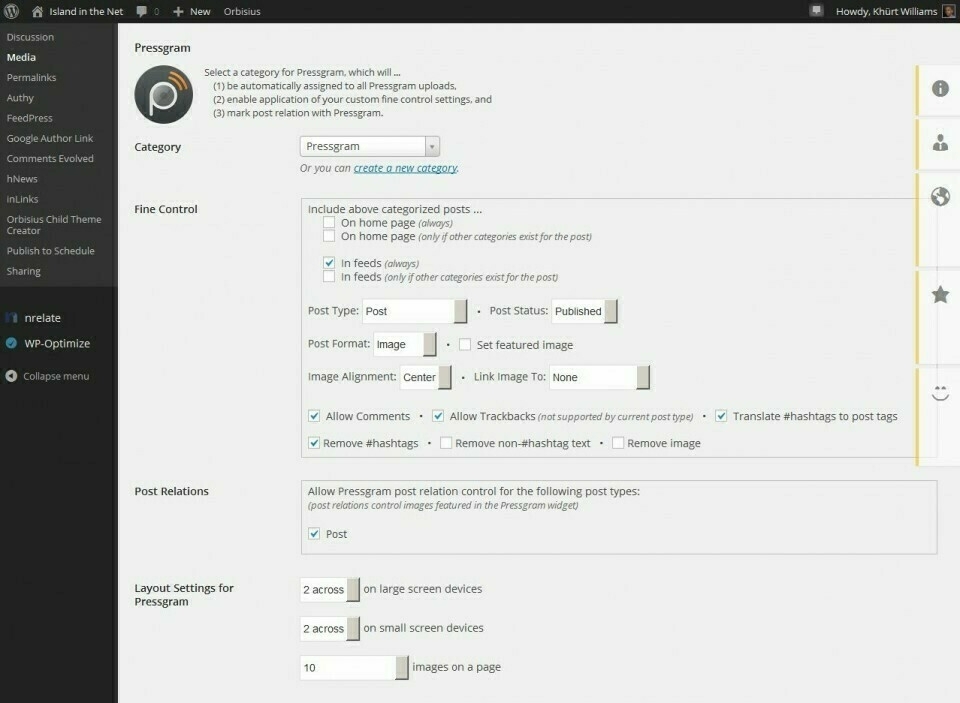 Island in the Net
0
New
Orbisius
Howdy, Khürt Williams
Discussion
Media
Permalinks
Authy
FeedPress
Google Author Link
Comments Evolved
hNews
inLinks
Orbisius Child Theme
Creator
Publish to Schedule
Sharing
nrelate
WP-Optimize
Collapse menu
Pressgram
Select a category for Pressgram, which will ...
(1) be automatically assigned to all Pressgram uploads,
(2) enable application of your custom fine control settings, and
(3) mark post relation with Pressgram.
Category
Pressgram
Or you can create a new category.
Fine Control
Include above categorized posts ...
On home page (always)
On home page (only if other categories exist for the post)
In feeds (always)
In feeds (only if other categories exist for the post)
Post Type: Post • Post Status: Published
Post Format: Image • Set featured image
Image Alignment: Center • Link Image To: None
Allow Comments • Allow Trackbacks (not supported by current post type) • Translate #hashtags to post tags
Remove #hashtags • Remove non-#hashtag text • Remove image
Post Relations
Allow Pressgram post relation control for the following post types:
(post relations control images featured in the Pressgram widget)
Post
Layout Settings for
Pressgram
2 across on large screen devices
2 across on small screen devices
10 images on a page